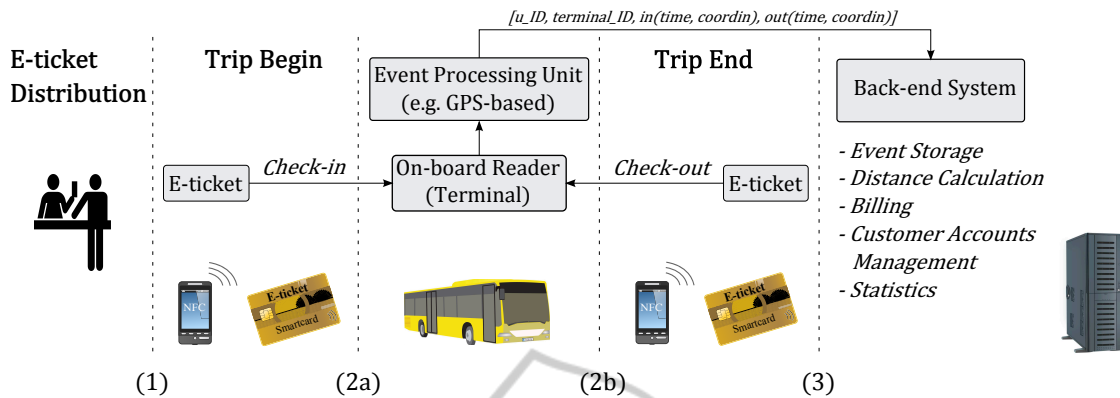 [u_ID, terminal_ID, in(time, coordin), out(time, coordin)]
E-ticket
Distribution
Trip Begin
Event Processing Unit
(e.g. GPS-based)
Trip End
Back-end System
E-ticket
Check-in
On-board Reader
(Terminal)
Check-out
E-ticket
- Event Storage
- Distance Calculation
- Billing
- Customer Accounts
Management
- Statistics
NFC
E-ticket
Smartcard
NFC
E-ticket
Smartcard
(1)
(2a)
(2b)
(3)